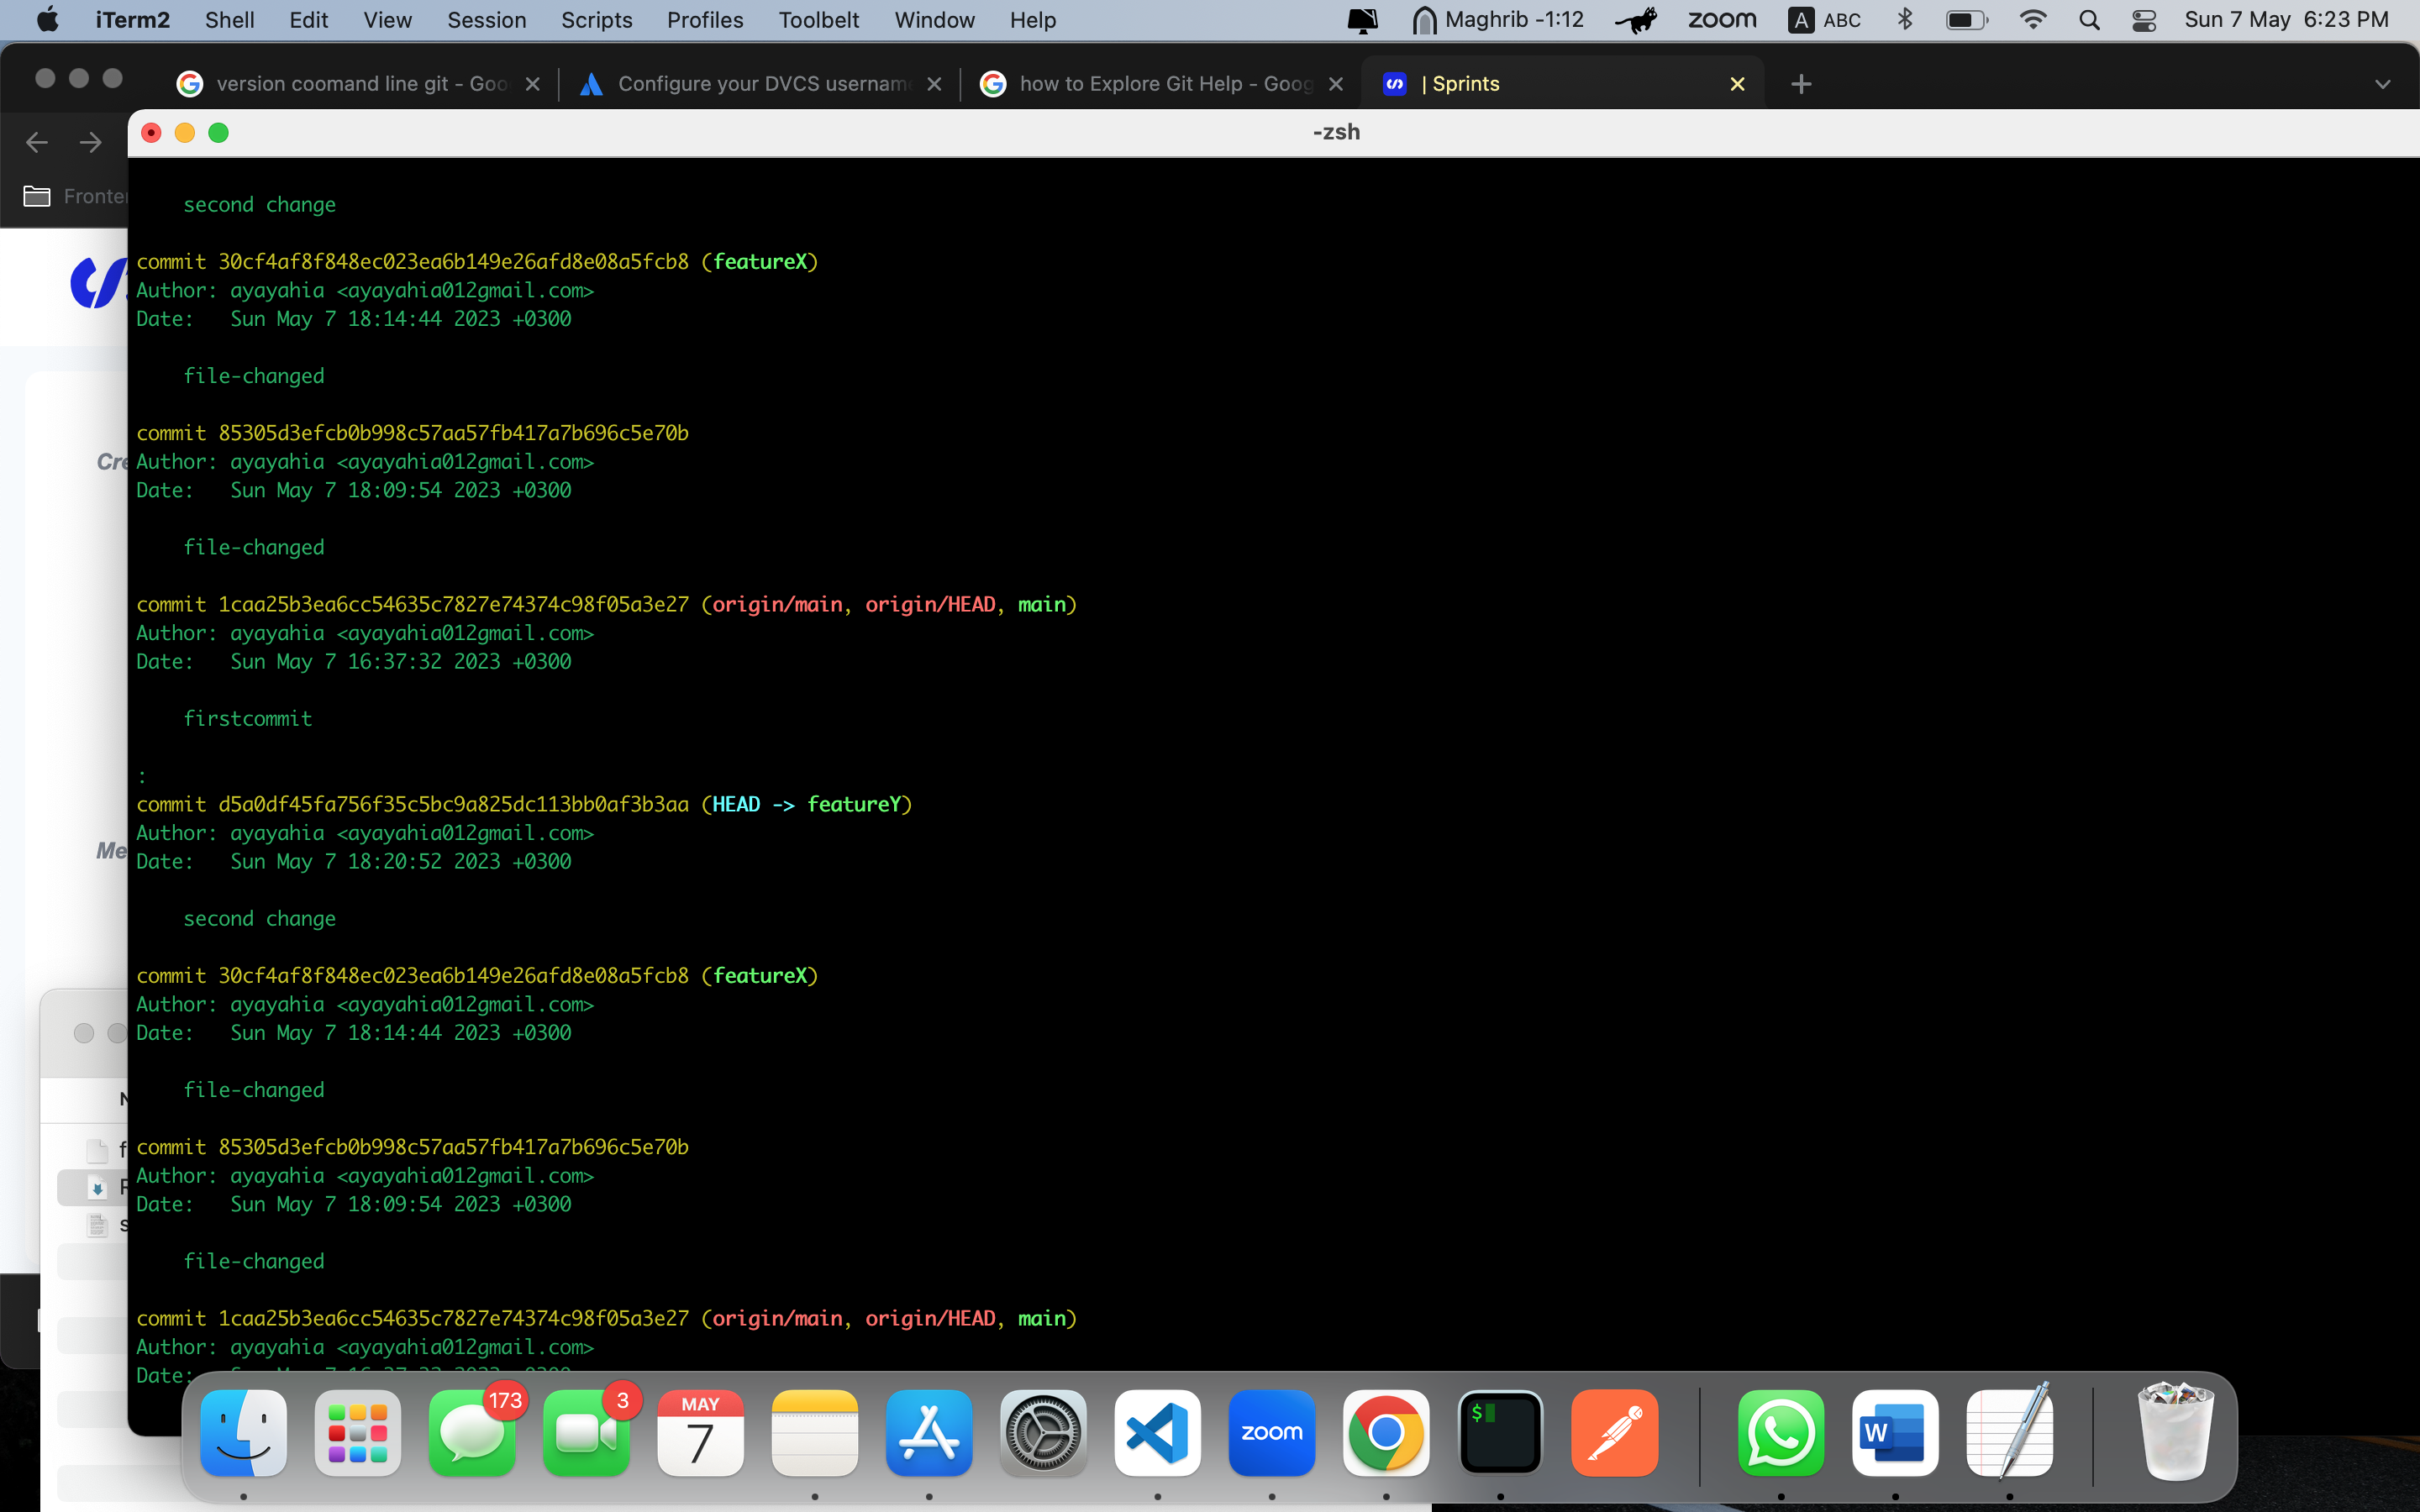 iTerm2 Shell Edit View Session Scripts Profiles Toolbelt Window Help Maghrib -1:12 zoom A ABC Sun 7 May 6:23 PM
version coomand line git - Goo Configure your DVCS usernam how to Explore Git Help - Goog | Sprints
-zsh
Fronte
second change
commit 30cf4af8f848ec023ea6b149e26afd8e08a5fcb8 (featureX)
Author: ayayahia <ayayahia012gmail.com>
Date:   Sun May 7 18:14:44 2023 +0300
file-changed
commit 85305d3efcb0b998c57aa57fb417a7b696c5e70b
Cre
Author: ayayahia <ayayahia012gmail.com>
Date:   Sun May 7 18:09:54 2023 +0300
file-changed
commit 1caa25b3ea6cc54635c7827e74374c98f05a3e27 (origin/main, origin/HEAD, main)
Author: ayayahia <ayayahia012gmail.com>
Date:   Sun May 7 16:37:32 2023 +0300
firstcommit
:
commit d5a0df45fa756f35c5bc9a825dc113bb0af3b3aa (HEAD -> featureY)
Author: ayayahia <ayayahia012gmail.com>
Me
Date:   Sun May 7 18:20:52 2023 +0300
second change
commit 30cf4af8f848ec023ea6b149e26afd8e08a5fcb8 (featureX)
Author: ayayahia <ayayahia012gmail.com>
Date:   Sun May 7 18:14:44 2023 +0300
file-changed
commit 85305d3efcb0b998c57aa57fb417a7b696c5e70b
Author: ayayahia <ayayahia012gmail.com>
Date:   Sun May 7 18:09:54 2023 +0300
file-changed
commit 1caa25b3ea6cc54635c7827e74374c98f05a3e27 (origin/main, origin/HEAD, main)
Author: ayayahia <ayayahia012gmail.com>
Date:
173 3 MAY 7 zoom $ W